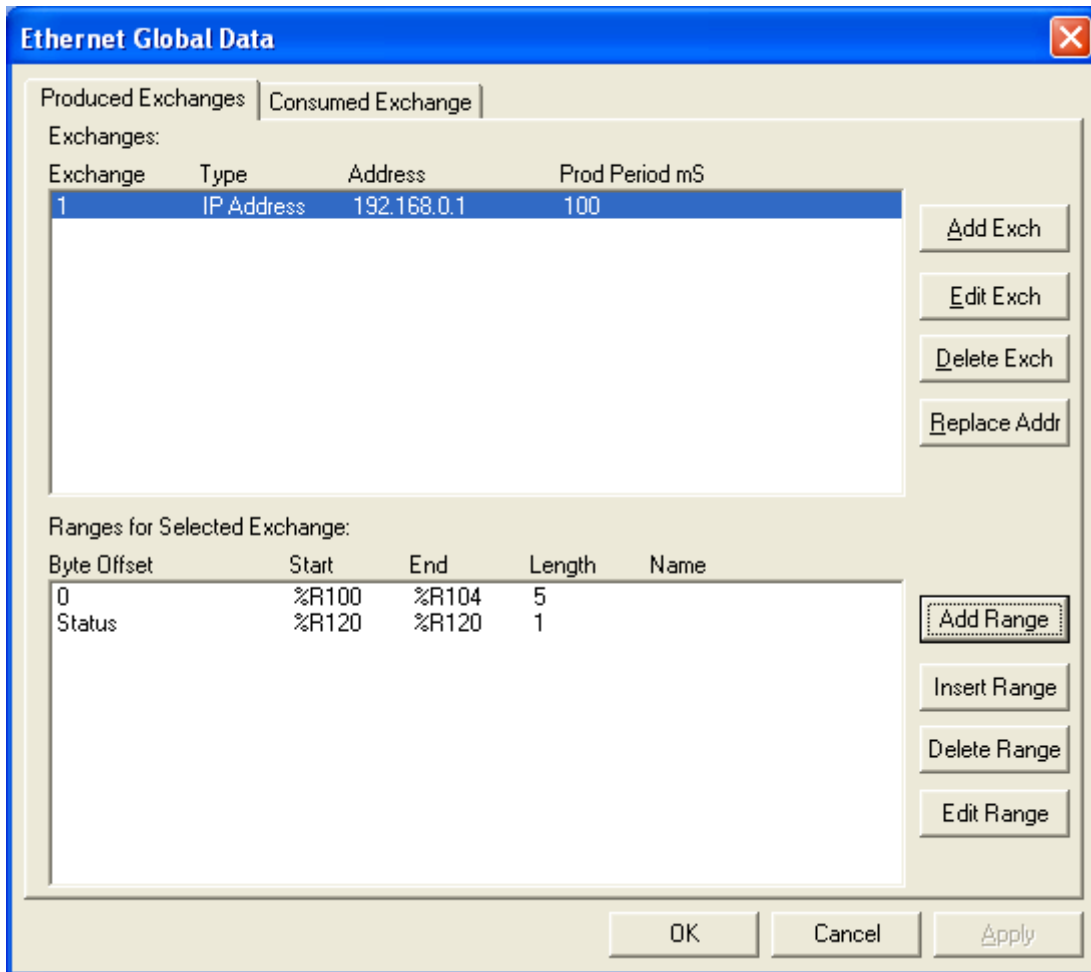 Ethernet Global Data
Produced Exchanges Consumed Exchange
Exchanges:
Exchange Type Address Prod Period mS
1 IP Address 192.168.0.1 100
Add Exch
Edit Exch
Delete Exch
Replace Addr
Ranges for Selected Exchange:
Byte Offset Start End Length Name
0 %R100 %R104 5
Status %R120 %R120 1
Add Range
Insert Range
Delete Range
Edit Range
OK Cancel Apply